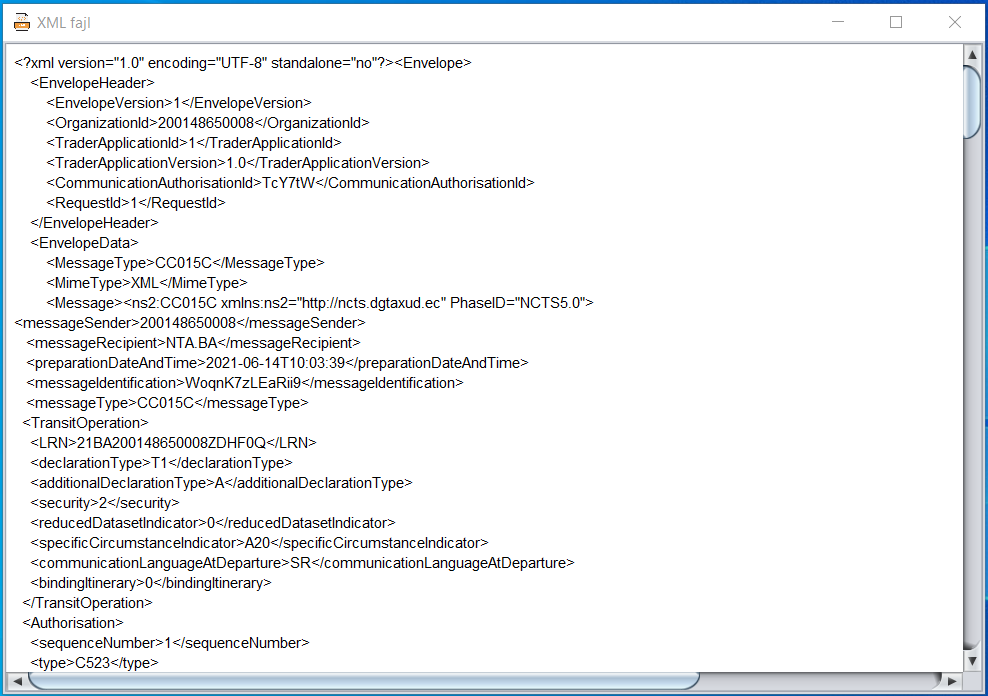 XML fajl
<?xml version="1.0" encoding="UTF-8" standalone="no"?><Envelope>
<EnvelopeHeader>
<EnvelopeVersion>1</EnvelopeVersion>
<OrganizationId>200148650008</OrganizationId>
<TraderApplicationId>1</TraderApplicationId>
<TraderApplicationVersion>1.0</TraderApplicationVersion>
<CommunicationAuthorisationId>TcY7tW</CommunicationAuthorisationId>
<RequestId>1</RequestId>
</EnvelopeHeader>
<EnvelopeData>
<MessageType>CC015C</MessageType>
<MimeType>XML</MimeType>
<Message><ns2:CC015C xmlns:ns2="http://ncts.dgtaxud.ec" PhaseID="NCTS5.0">
<messageSender>200148650008</messageSender>
<messageRecipient>NTA.BA</messageRecipient>
<preparationDateAndTime>2021-06-14T10:03:39</preparationDateAndTime>
<messageIdentification>WoqnK7zLEaRii9</messageIdentification>
<messageType>CC015C</messageType>
<TransitOperation>
<LRN>21BA200148650008ZDHF0Q</LRN>
<declarationType>T1</declarationType>
<additionalDeclarationType>A</additionalDeclarationType>
<security>2</security>
<reducedDatasetIndicator>0</reducedDatasetIndicator>
<specificCircumstanceIndicator>A20</specificCircumstanceIndicator>
<communicationLanguageAtDeparture>SR</communicationLanguageAtDeparture>
<bindingItinerary>0</bindingItinerary>
</TransitOperation>
<Authorisation>
<sequenceNumber>1</sequenceNumber>
<type>C523</type>